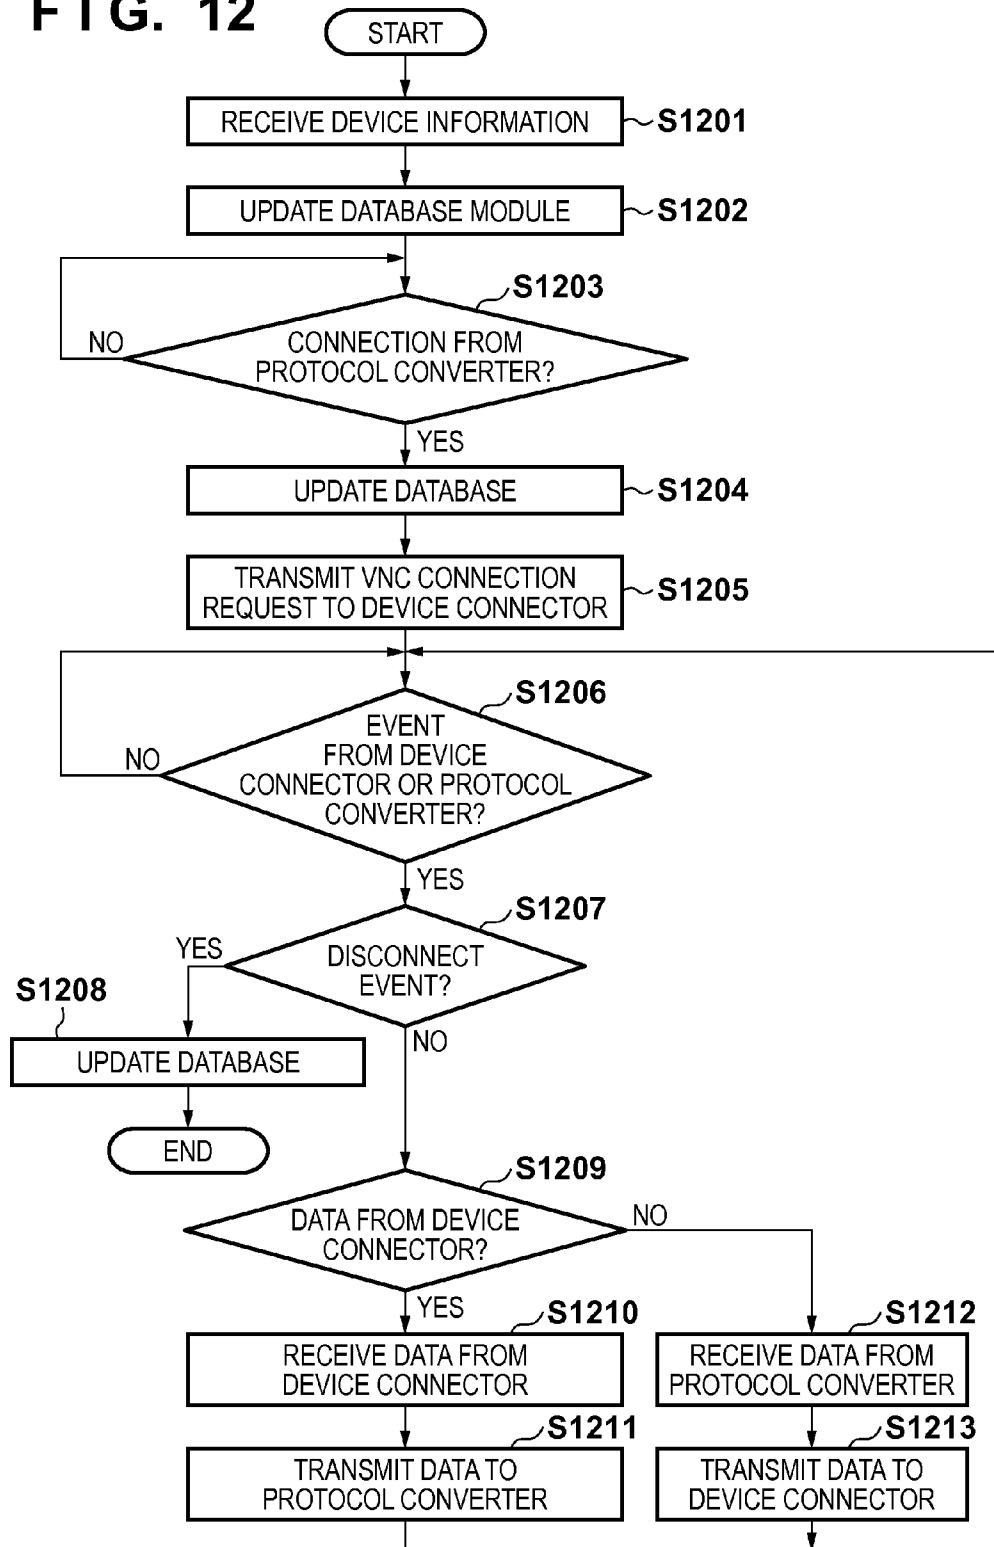 FIG. 12
START
RECEIVE DEVICE INFORMATION
S1201
UPDATE DATABASE MODULE
S1202
S1203
CONNECTION FROM
PROTOCOL CONVERTER?
NO
YES
UPDATE DATABASE
S1204
TRANSMIT VNC CONNECTION
REQUEST TO DEVICE CONNECTOR
S1205
S1206
EVENT
FROM DEVICE
CONNECTOR OR PROTOCOL
CONVERTER?
NO
YES
S1207
DISCONNECT
EVENT?
YES
NO
S1208
UPDATE DATABASE
END
S1209
DATA FROM DEVICE
CONNECTOR?
NO
YES
S1210
RECEIVE DATA FROM
DEVICE CONNECTOR
S1212
RECEIVE DATA FROM
PROTOCOL CONVERTER
S1211
TRANSMIT DATA TO
PROTOCOL CONVERTER
S1213
TRANSMIT DATA TO
DEVICE CONNECTOR